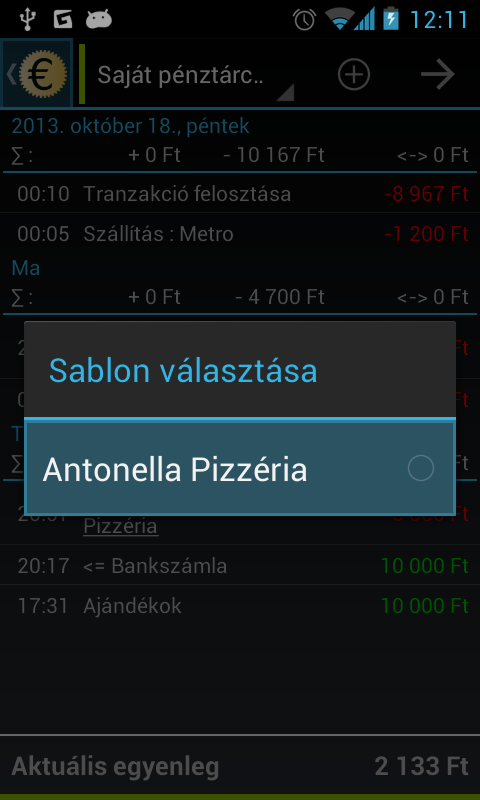 12:11
€ Saját pénztárc..
2013. október 18., péntek
∑ : + 0 Ft - 10 167 Ft <-> 0 Ft
00:10 Tranzakció felosztása -8 967 Ft
00:05 Szállítás : Metro -1 200 Ft
Ma
∑ : + 0 Ft - 4 700 Ft <-> 0 Ft
Sablon választása
Antonella Pizzéria
Pizzéria
20:17 <= Bankszámla 10 000 Ft
17:31 Ajándékok 10 000 Ft
Aktuális egyenleg 2 133 Ft